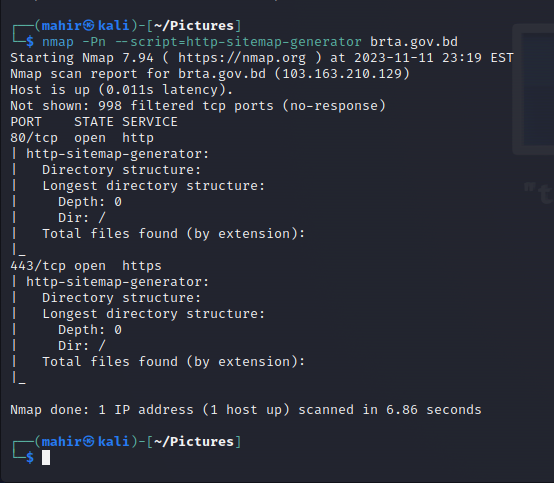 ┌──(mahir㉿kali)-[~/Pictures]
└─$ nmap -Pn --script=http-sitemap-generator brta.gov.bd
Starting Nmap 7.94 ( https://nmap.org ) at 2023-11-11 23:19 EST
Nmap scan report for brta.gov.bd (103.163.210.129)
Host is up (0.011s latency).
Not shown: 998 filtered tcp ports (no-response)
PORT    STATE SERVICE
80/tcp  open  http
| http-sitemap-generator:
|   Directory structure:
|   Longest directory structure:
|     Depth: 0
|     Dir: /
|   Total files found (by extension):
|_
443/tcp open  https
| http-sitemap-generator:
|   Directory structure:
|   Longest directory structure:
|     Depth: 0
|     Dir: /
|   Total files found (by extension):
|_
Nmap done: 1 IP address (1 host up) scanned in 6.86 seconds
┌──(mahir㉿kali)-[~/Pictures]
└─$